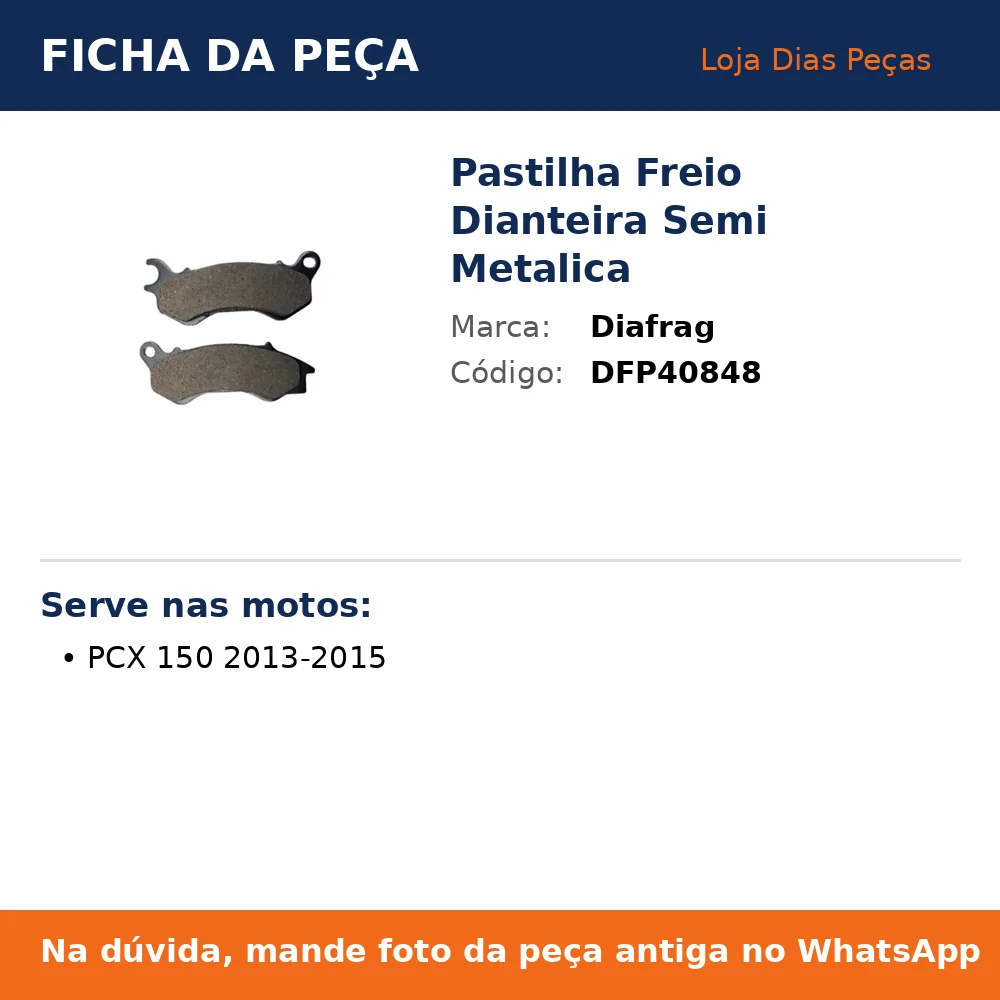 FICHA DA PEÇA
Loja Dias Peças
Pastilha Freio
Dianteira Semi
Metalica
Marca: Diafrag
Código: DFP40848
Serve nas motos:
• PCX 150 2013-2015
Na dúvida, mande foto da peça antiga no WhatsApp